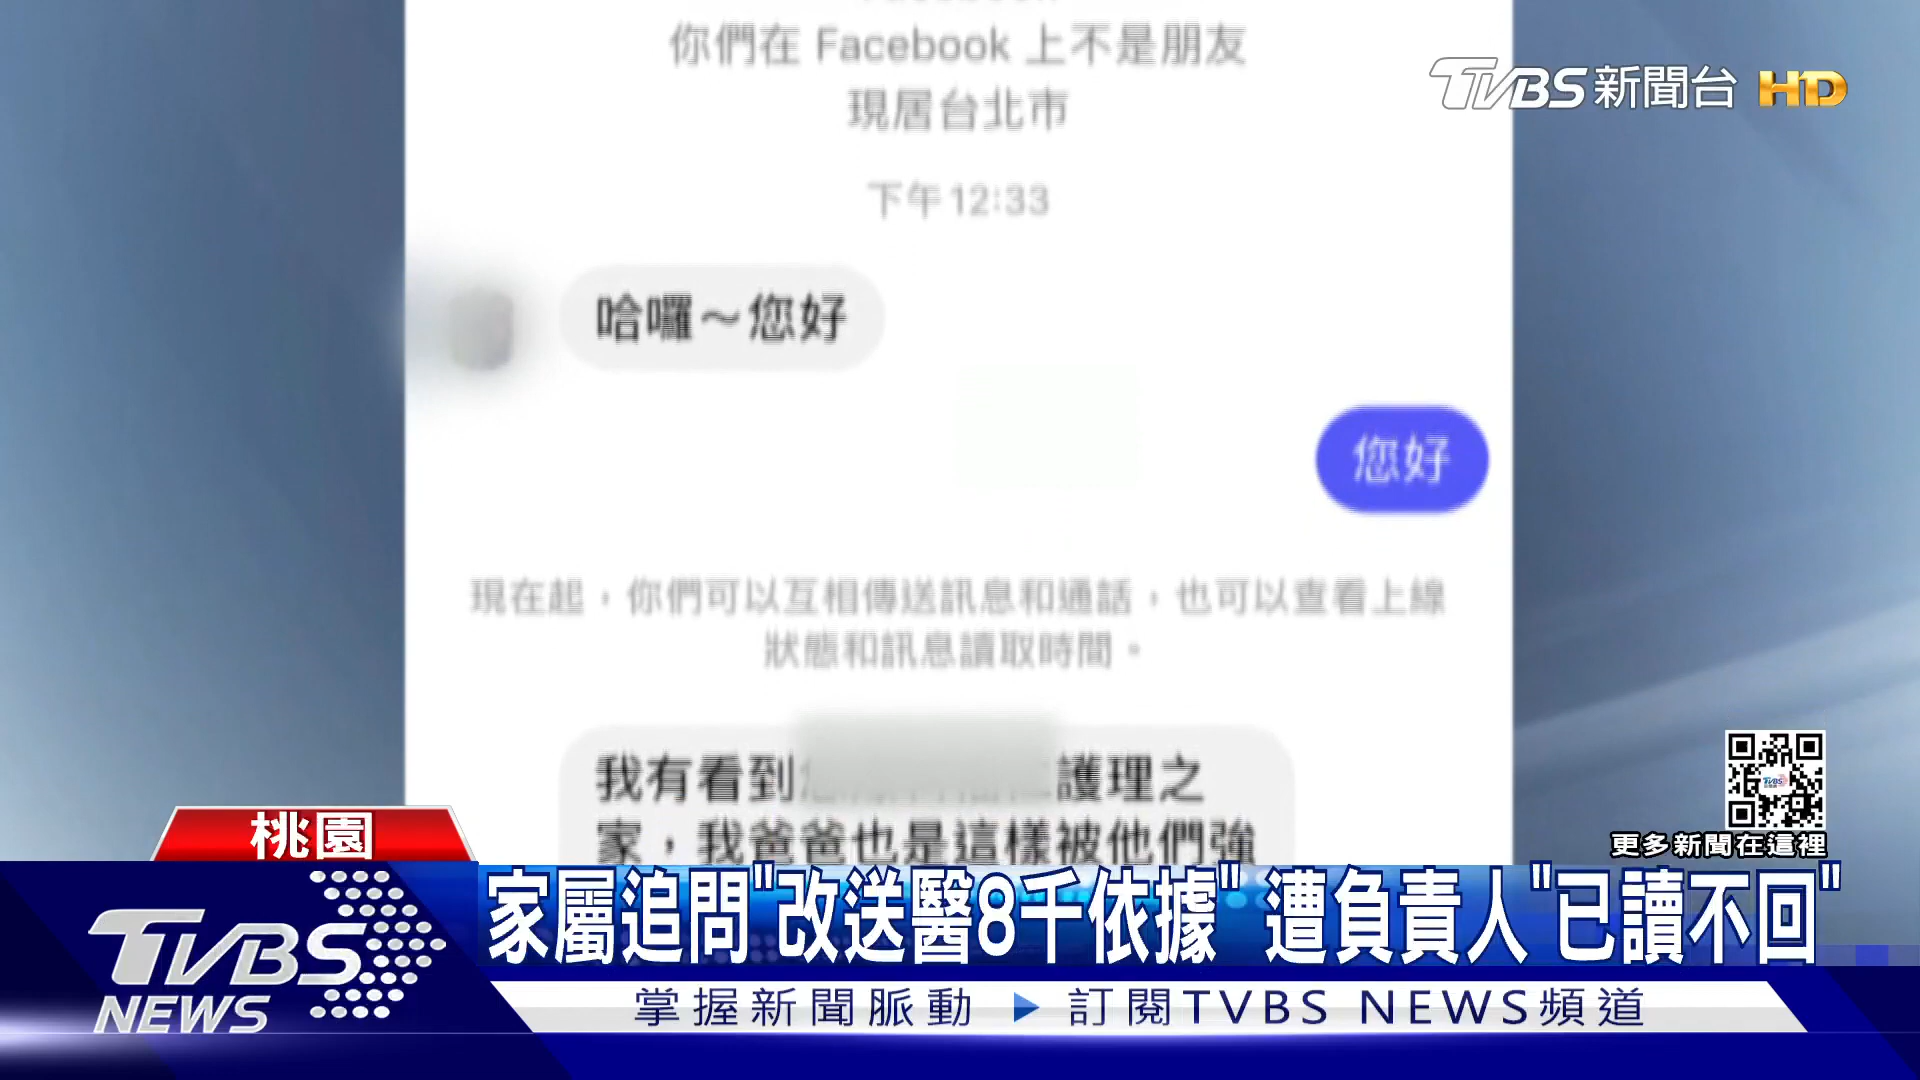 你們在 Facebook 上不是朋友
現居台北市
TVBS新聞台 HD
下午12:33
哈囉～您好
您好
現在起，你們可以互相傳送訊息和通話，也可以查看上線
狀態和訊息讀取時間。
我有看到
護理之
家，我爸爸也是這樣被他們強
更多新聞在這裡
桃園
家屬追問"改送醫8千依據" 遭負責人"已讀不回"
TVBS
NEWS
掌握新聞脈動 ▶ 訂閱TVBS NEWS頻道